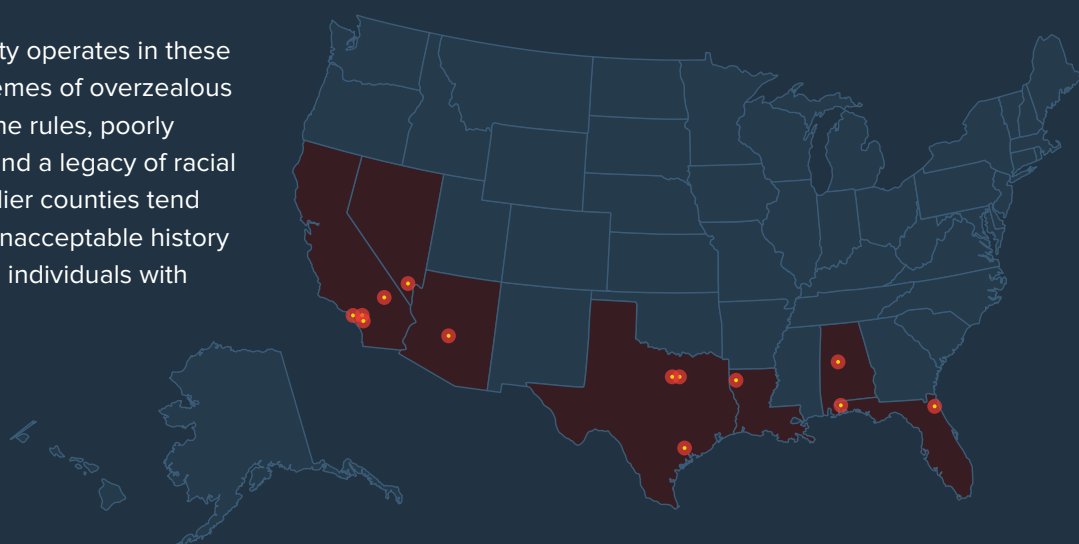 ty operates in these
emes of overzealous
ne rules, poorly
nd a legacy of racial
lier counties tend
nacceptable history
individuals with